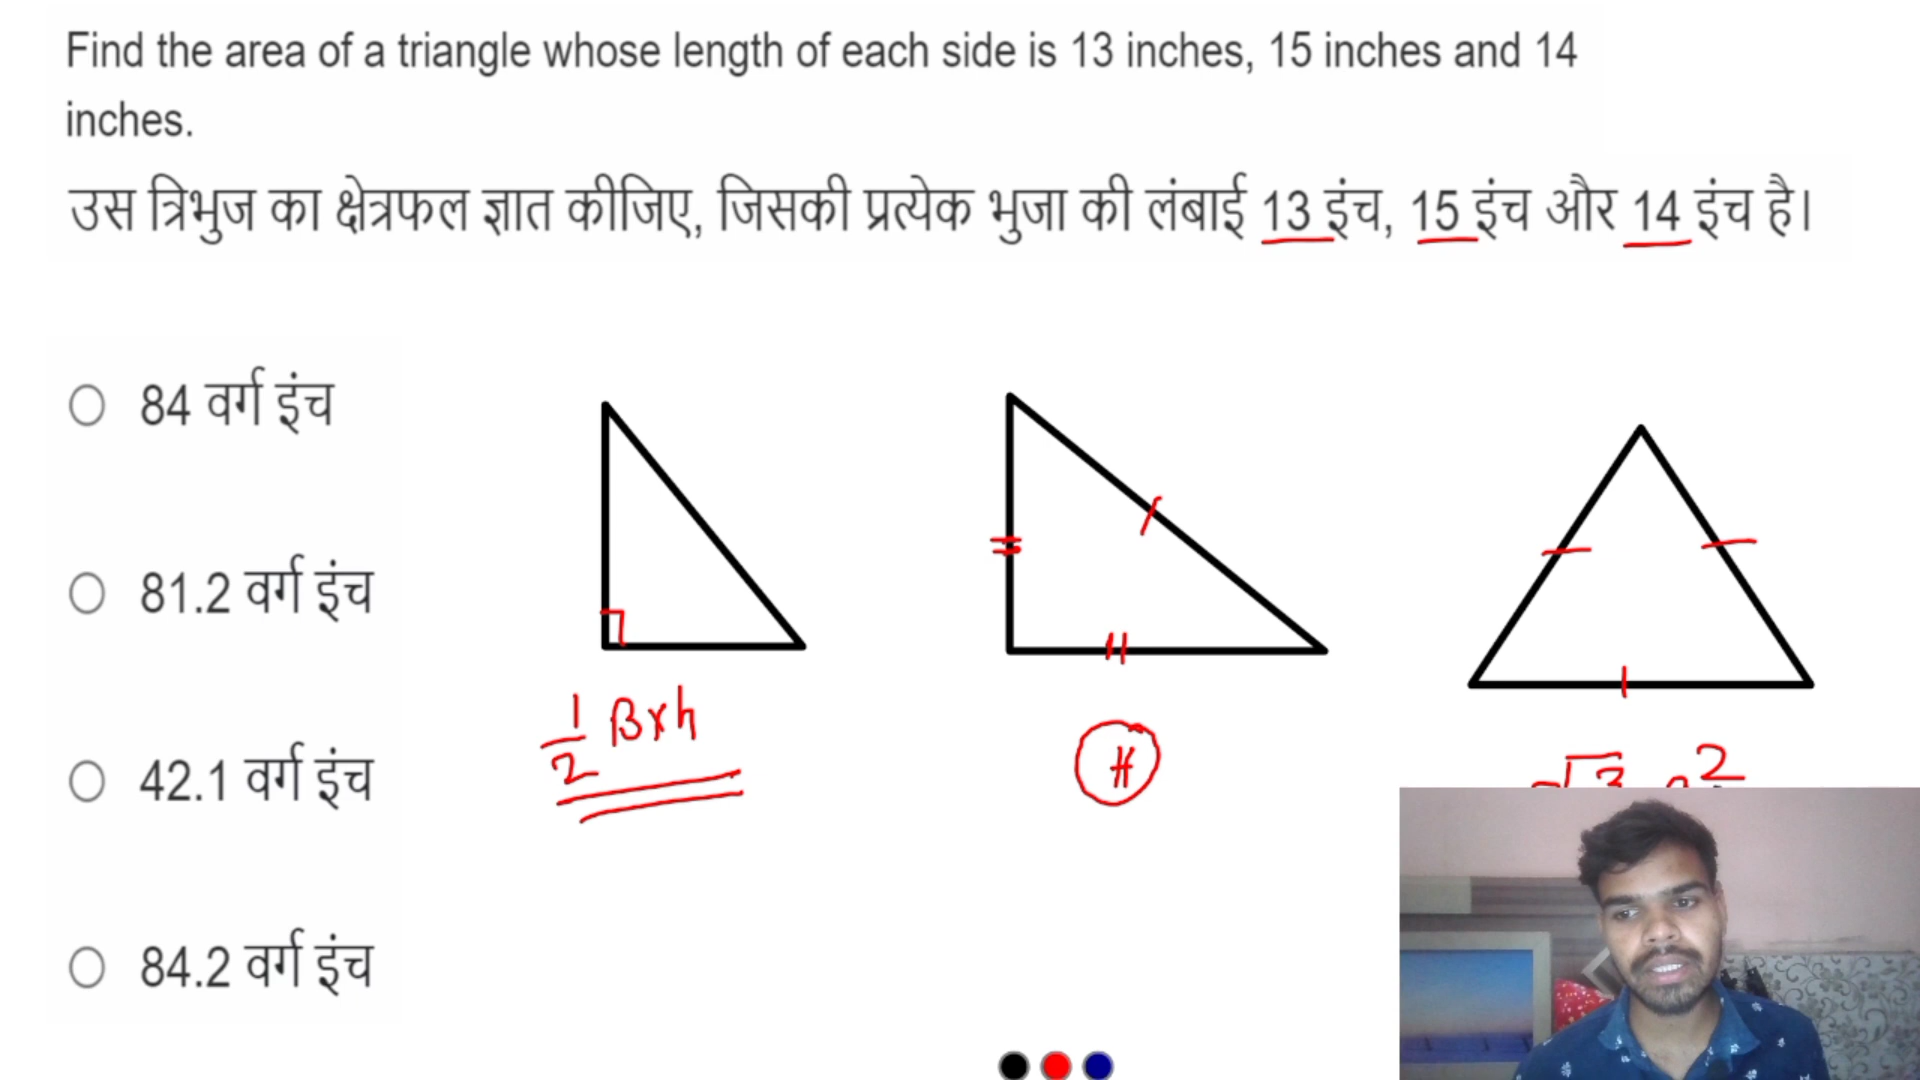 Find the area of a triangle whose length of each side is 13 inches, 15 inches and 14
inches.
उस त्रिभुज का क्षेत्रफल ज्ञात कीजिए, जिसकी प्रत्येक भुजा की लंबाई 13 इंच, 15 इंच और 14 इंच है।
84 वर्ग इंच
81.2 वर्ग इंच
42.1 वर्ग इंच
84.2 वर्ग इंच
1/2 B×h
H
√3 a²